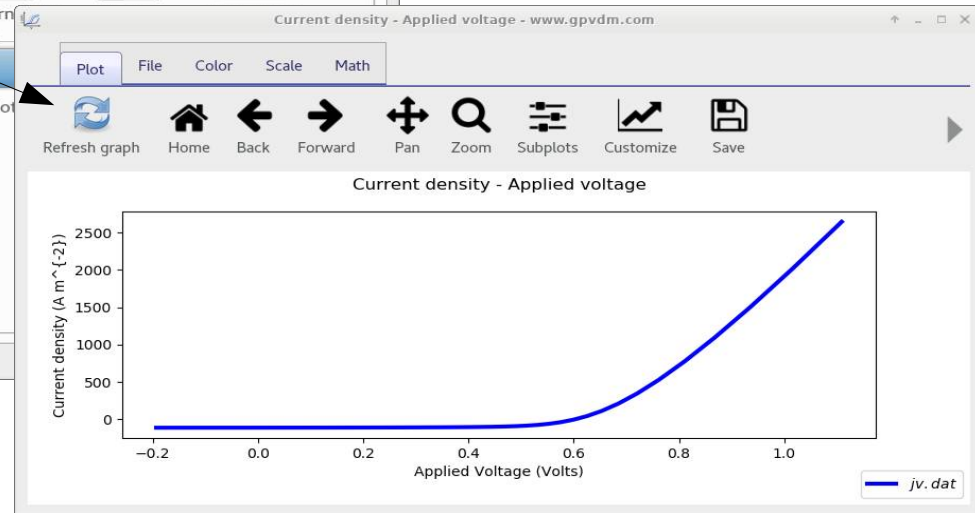 Current density - Applied voltage - www.gpvdm.com
Plot File Color Scale Math
Refresh graph Home Back Forward Pan Zoom Subplots Customize Save
Current density - Applied voltage
Current density (A m^{-2})
2500
2000
1500
1000
500
0
−0.2 0.0 0.2 0.4 0.6 0.8 1.0
Applied Voltage (Volts)
jv.dat